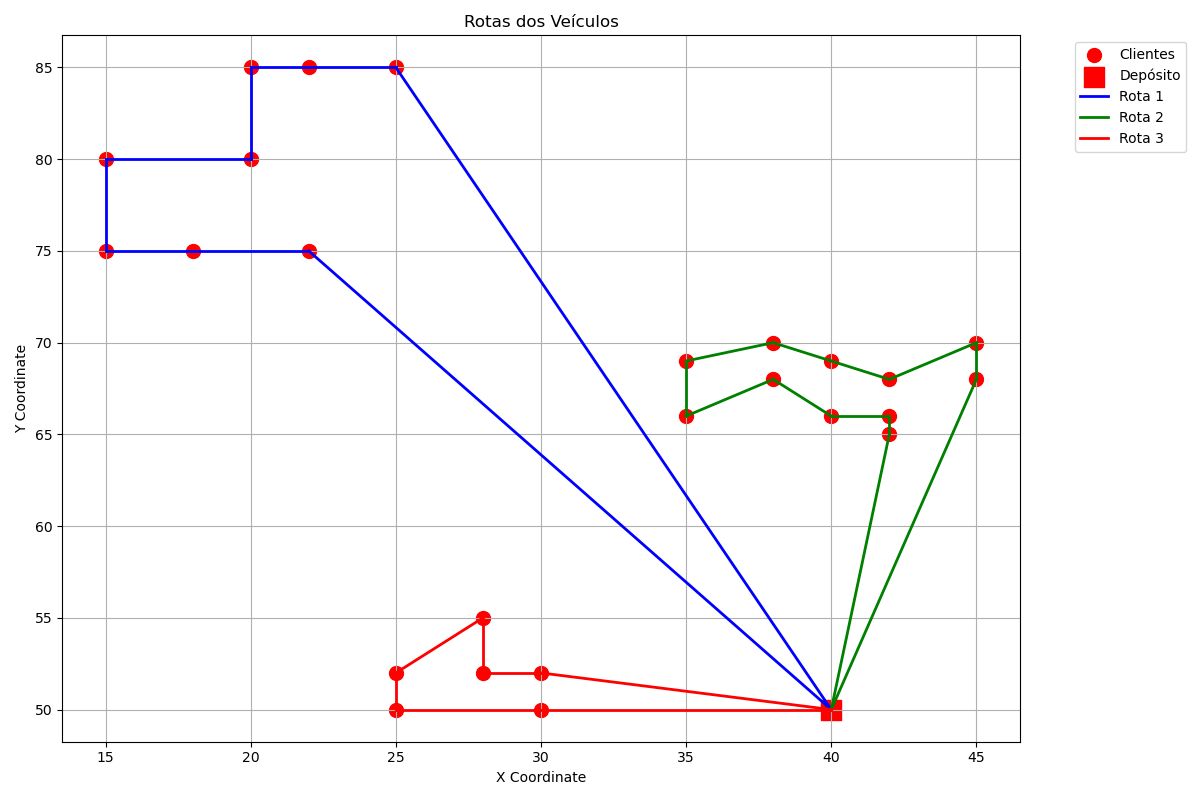 Rotas dos Veículos
Clientes
Depósito
Rota 1
Rota 2
Rota 3
Y Coordinate
85
80
75
70
65
60
55
50
15 20 25 30 35 40 45
X Coordinate